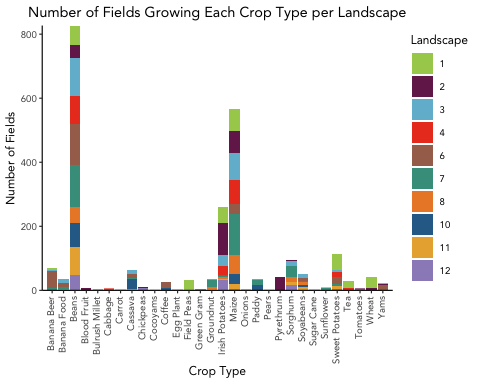 Number of Fields Growing Each Crop Type per Landscape
Number of Fields
800
600
400
200
0
Banana Beer
Banana Food
Beans
Blood Fruit
Bulrush Millet
Cabbage
Carrot
Cassava
Chickpeas
Cocoyams
Coffee
Egg Plant
Field Peas
Green Gram
Groundnut
Irish Potatoes
Maize
Onions
Paddy
Pears
Pyrethrum
Sorghum
Soyabeans
Sugar Cane
Sunflower
Sweet Potatoes
Tea
Tomatoes
Wheat
Yams
Crop Type
Landscape
1
2
3
4
6
7
8
10
11
12